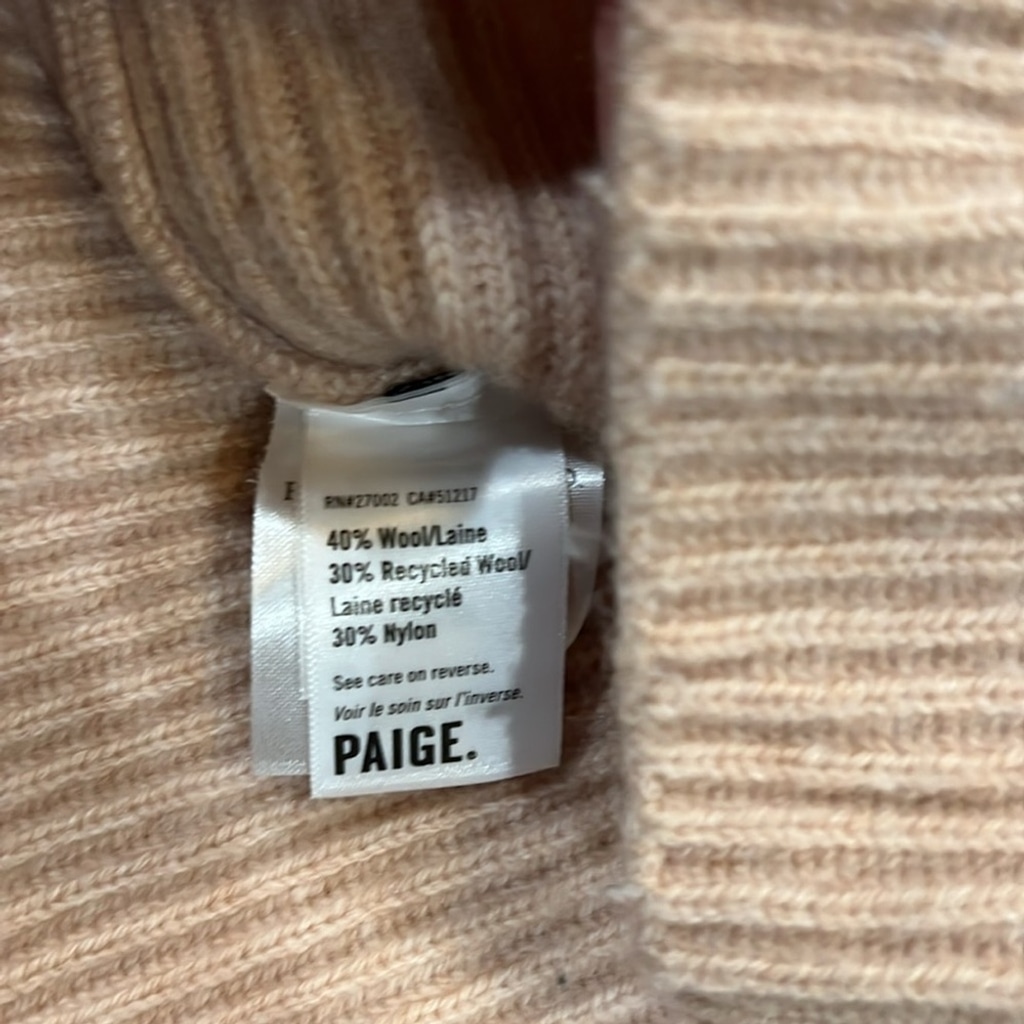 F
RN#27002 CA#51217
40% Wool/Laine
30% Recycled Wool/
Laine recyclé
30% Nylon
See care on reverse.
Voir le soin sur l'inverse.
PAIGE.